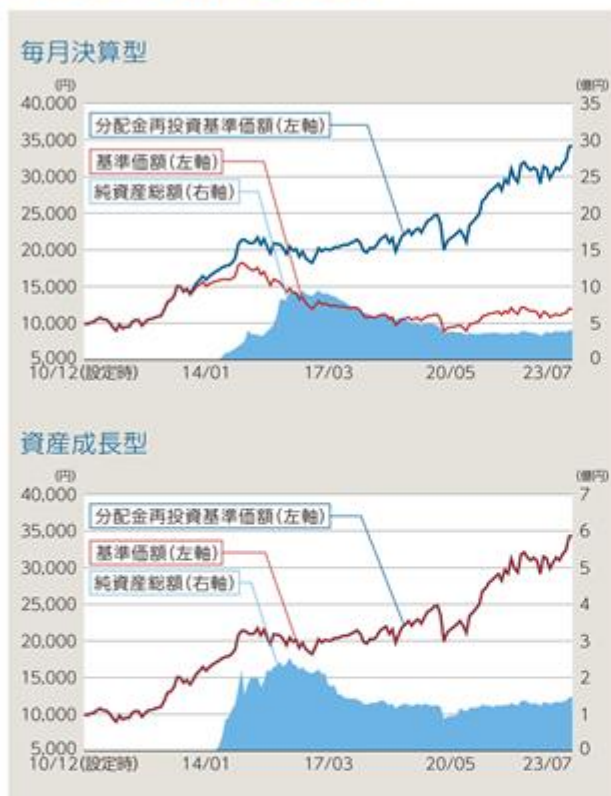 毎月決算型
(円) (億円)
40,000 35
分配金再投資基準価額(左軸)
35,000 30
基準価額(左軸)
30,000 25
純資産総額(右軸)
25,000 20
20,000 15
15,000 10
10,000 5
5,000 0
10/12(設定時) 14/01 17/03 20/05 23/07
資産成長型
(円) (億円)
40,000 7
分配金再投資基準価額(左軸)
35,000 6
基準価額(左軸)
30,000 5
純資産総額(右軸)
25,000 4
20,000 3
15,000 2
10,000 1
5,000 0
10/12(設定時) 14/01 17/03 20/05 23/07